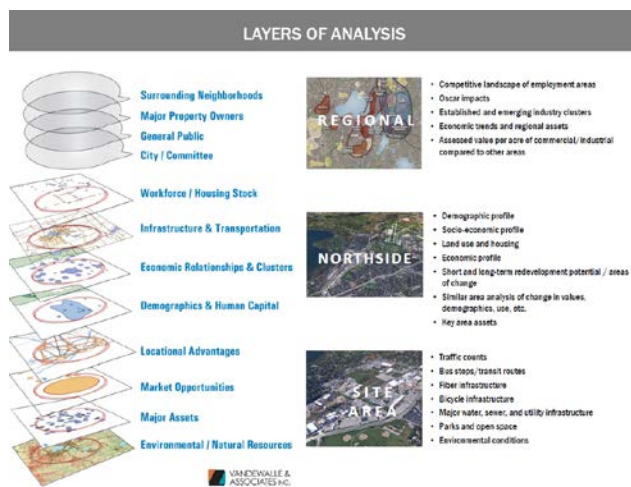 LAYERS OF ANALYSIS
Surrounding Neighborhoods
Major Property Owners
General Public
City / Committee
Workforce / Housing Stock
Infrastructure & Transportation
Economic Relationships & Clusters
Demographics & Human Capital
Locational Advantages
Market Opportunities
Major Assets
Environmental / Natural Resources
VANDEWALLE &
ASSOCIATES INC.
REGIONAL
• Competitive landscape of employment areas
• Oscar impacts
• Established and emerging industry clusters
• Economic trends and regional assets
• Assessed value per acre of commercial/industrial
compared to other areas
NORTHSIDE
• Demographic profile
• Socio-economic profile
• Land use and housing
• Economic profile
• Short and long-term redevelopment potential / areas
of change
• Similar area analysis of change in values,
demographics, use, etc.
• Key area assets
SITE
AREA
• Traffic counts
• Bus stops/transit routes
• Fiber infrastructure
• Bicycle infrastructure
• Major water, sewer, and utility infrastructure
• Parks and open space
• Environmental conditions